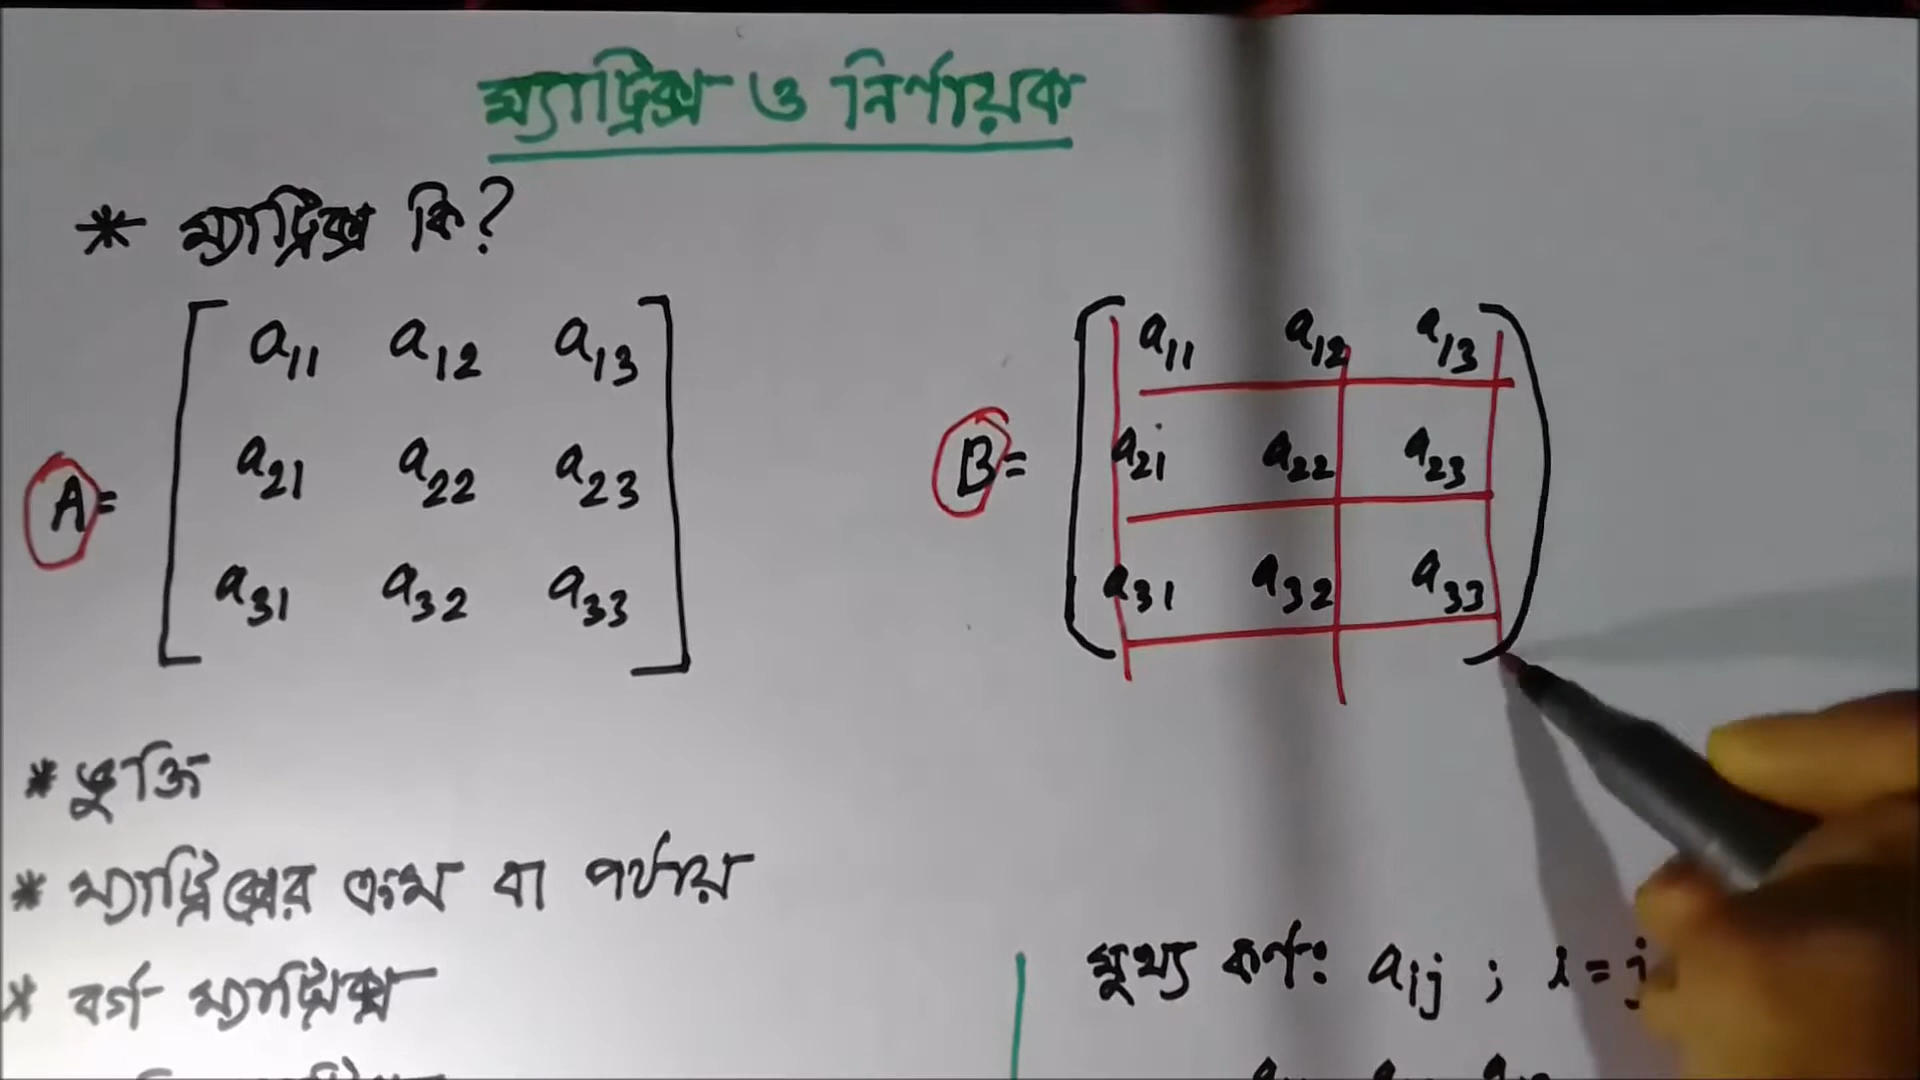 ম্যাট্রিক্স ও নির্ণায়ক
* ম্যাট্রিক্স কি?
A= [ a11 a12 a13
a21 a22 a23
a31 a32 a33 ]
B= ( a11 a12 a13
a21 a22 a23
a31 a32 a33 )
* ভুক্তি
* ম্যাট্রিক্সের ক্রম বা পর্যায়
* বর্গ ম্যাট্রিক্স
মুখ্য কর্ণ: aij ; i=j